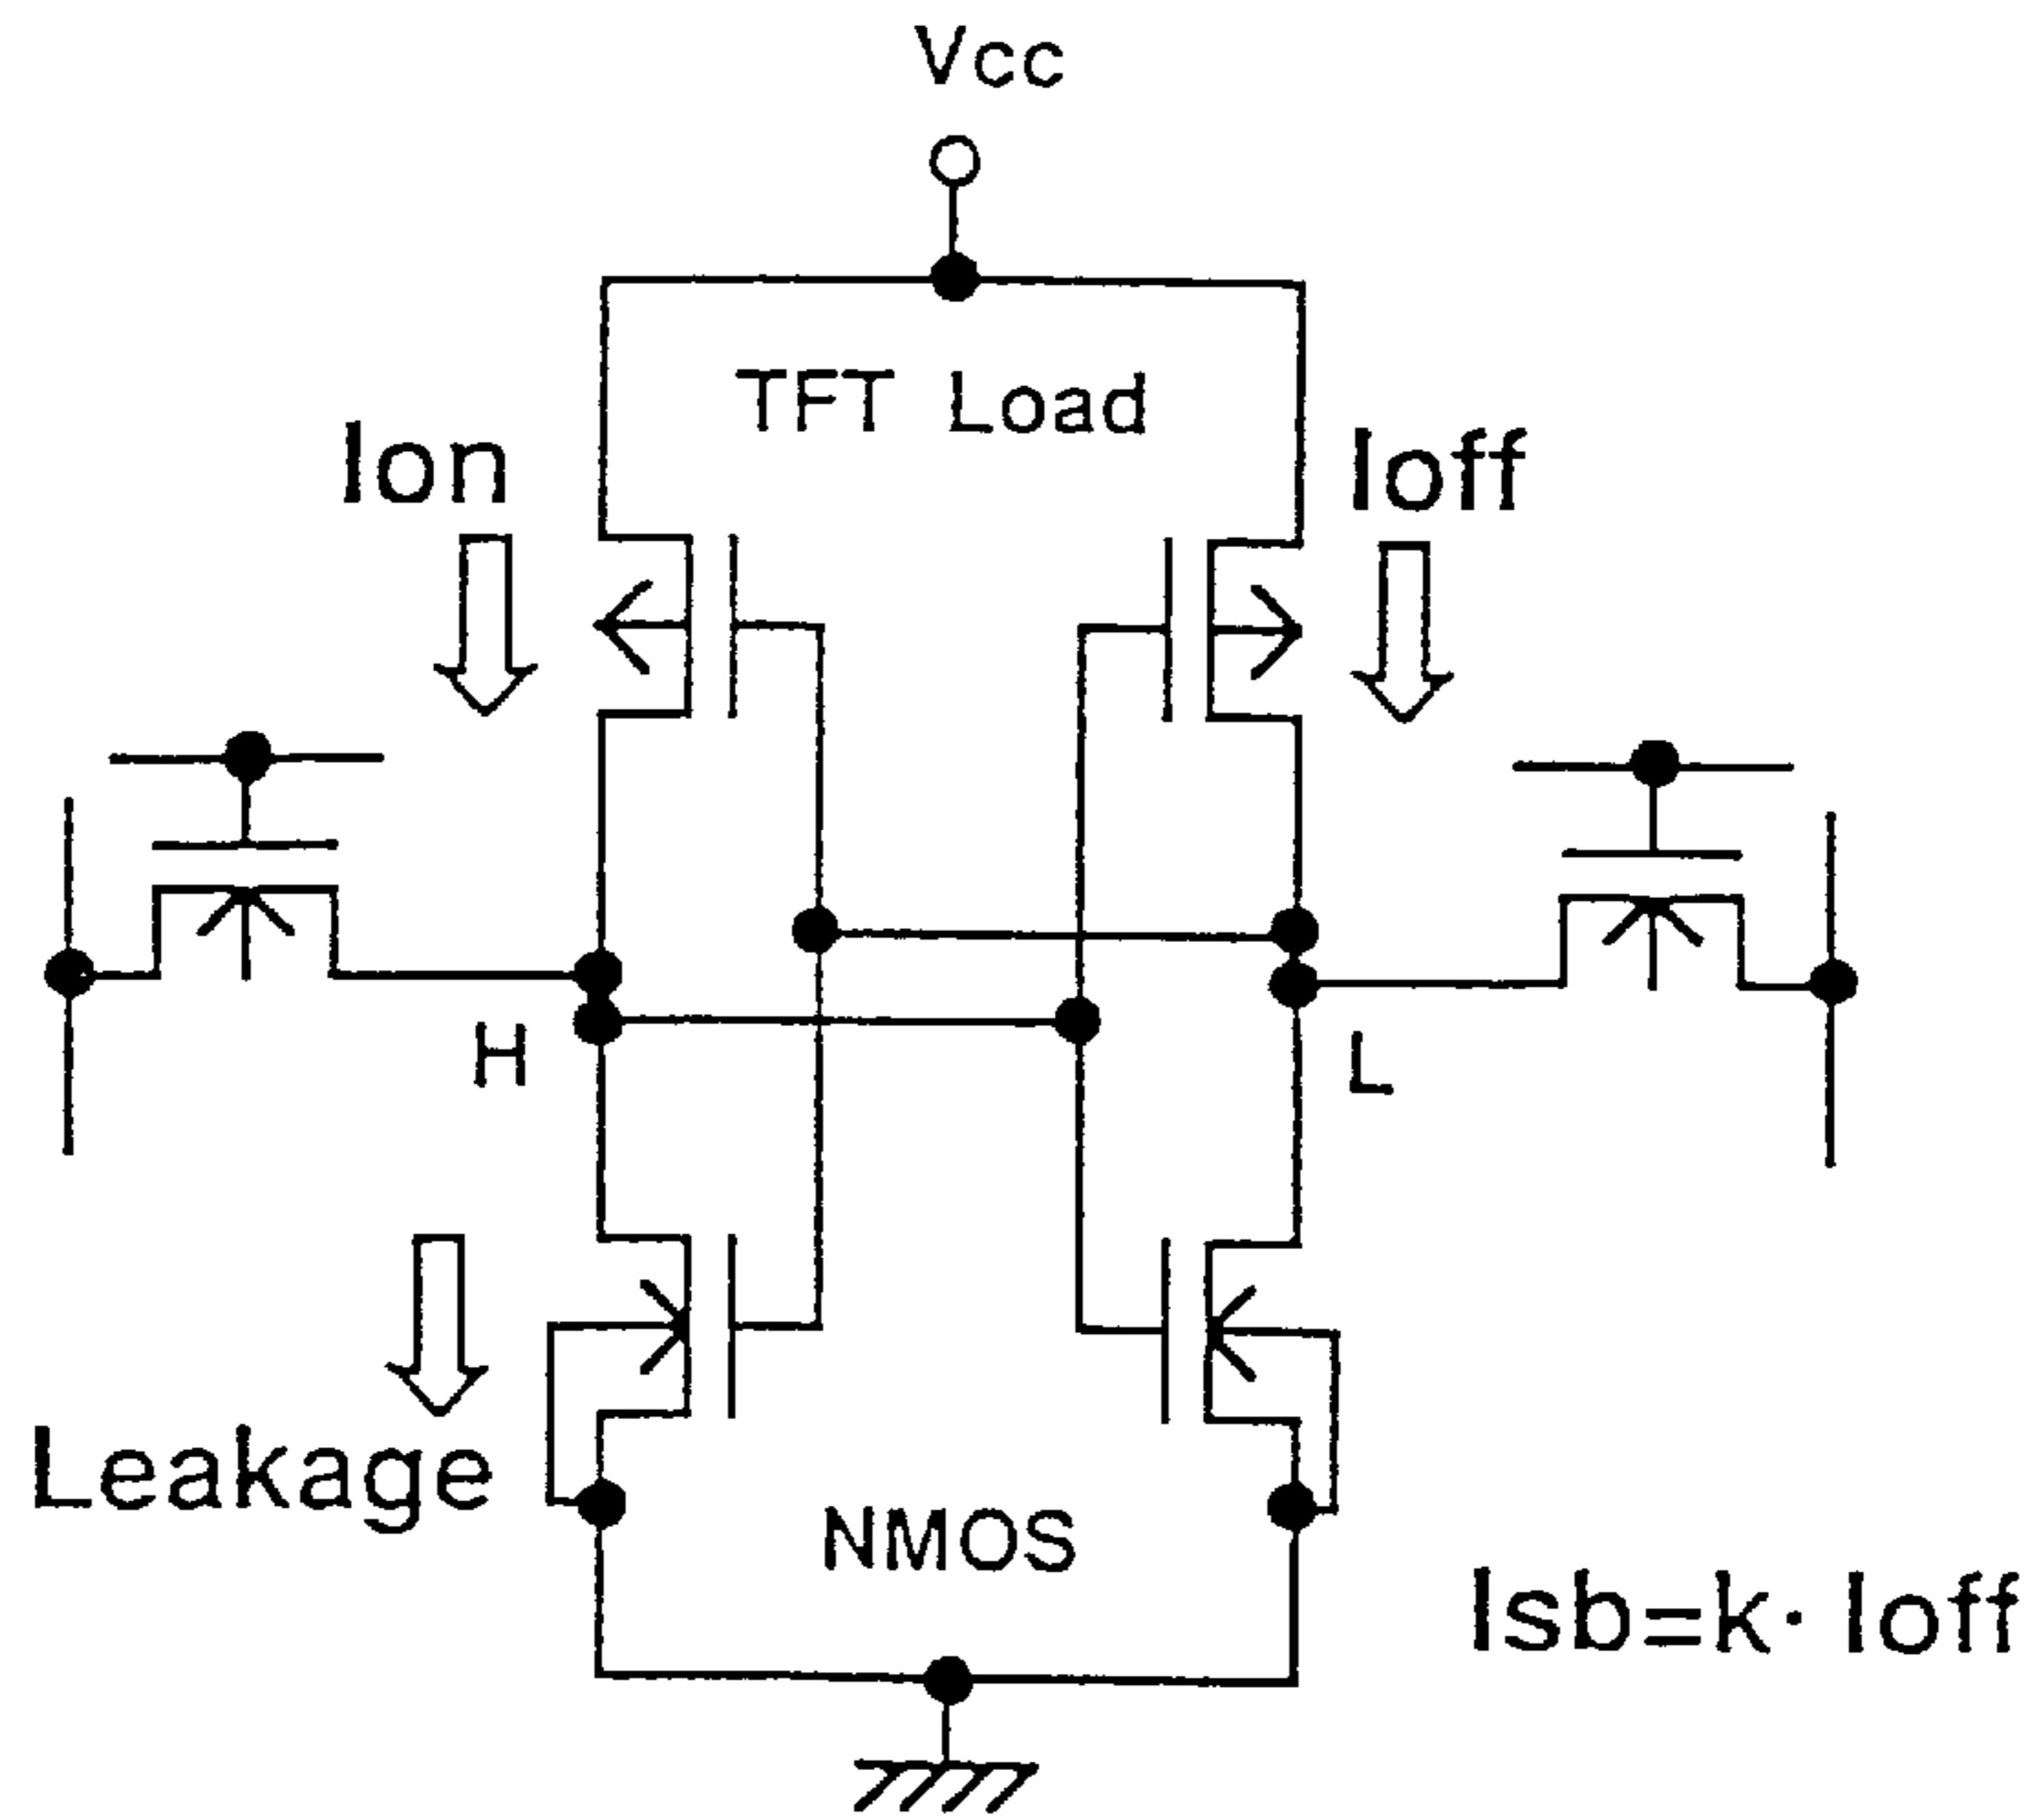 Vcc
TFT Load
Ion
Ioff
H
L
Leakage
NMOS
Isb=k· Ioff